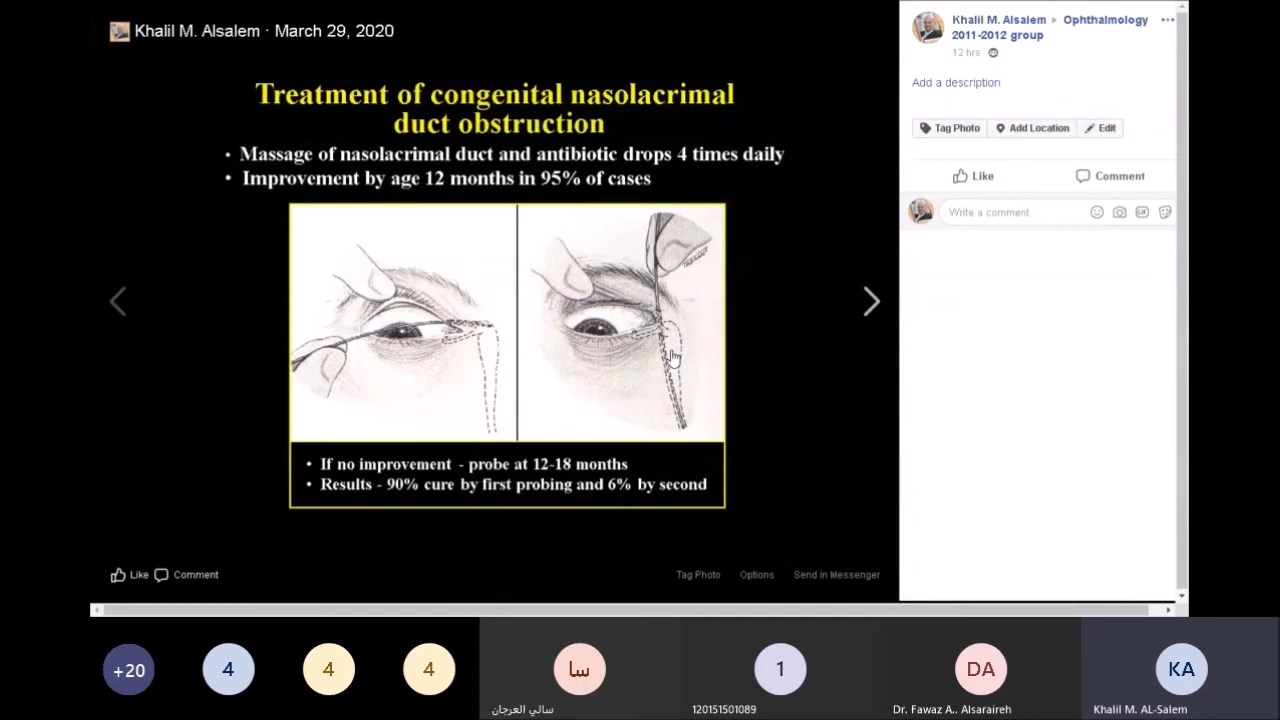 Khalil M. Alsalem · March 29, 2020
Treatment of congenital nasolacrimal
duct obstruction
• Massage of nasolacrimal duct and antibiotic drops 4 times daily
• Improvement by age 12 months in 95% of cases
• If no improvement - probe at 12-18 months
• Results - 90% cure by first probing and 6% by second
Like Comment
Tag Photo Options Send in Messenger
Khalil M. Alsalem ▸ Ophthalmology
2011-2012 group
12 hrs
Add a description
Tag Photo Add Location Edit
Like Comment
Write a comment...
+20 4 4 4 سا 1 DA KA
سالي العرجان 120151501089 Dr. Fawaz A.. Alsaraireh Khalil M. AL-Salem